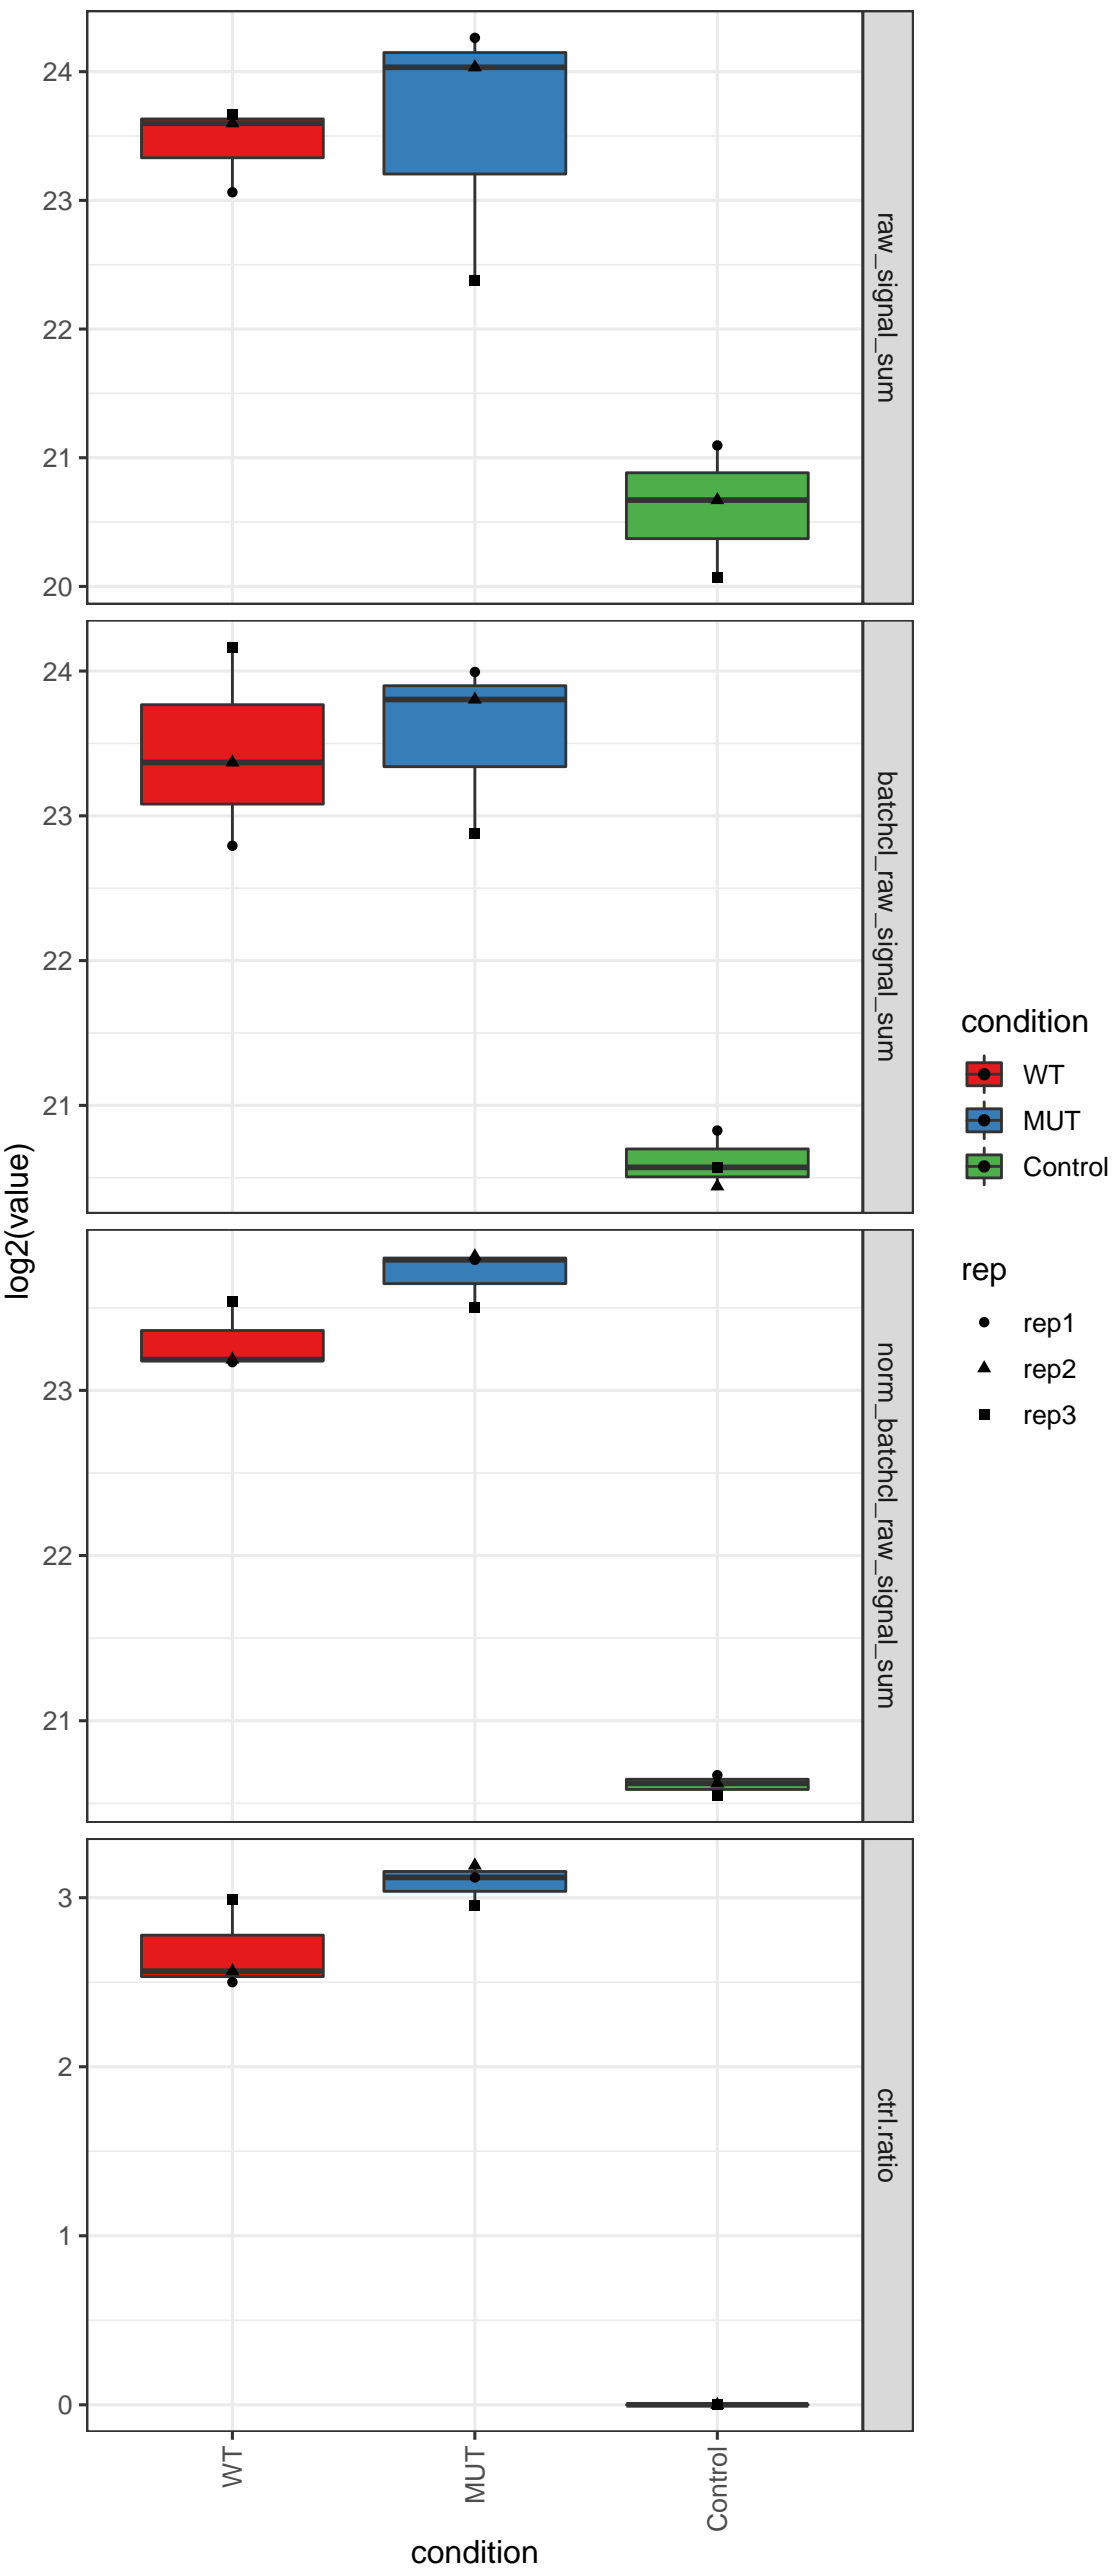 24
23
22
21
20
raw_signal_sum
24
23
22
21
batchcl_raw_signal_sum
23
22
21
norm_batchcl_raw_signal_sum
3
2
1
0
ctrl.ratio
log2(value)
WT
MUT
Control
condition
condition
WT
MUT
Control
rep
rep1
rep2
rep3